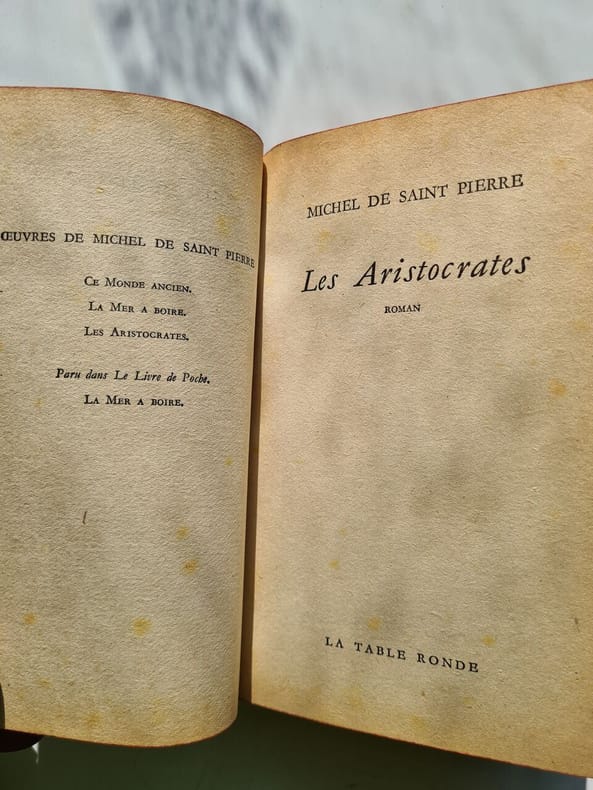 ŒUVRES DE MICHEL DE SAINT PIERRE
CE MONDE ANCIEN.
LA MER A BOIRE.
LES ARISTOCRATES.
Paru dans Le Livre de Poche.
LA MER A BOIRE.
MICHEL DE SAINT PIERRE
Les Aristocrates
ROMAN
LA TABLE RONDE